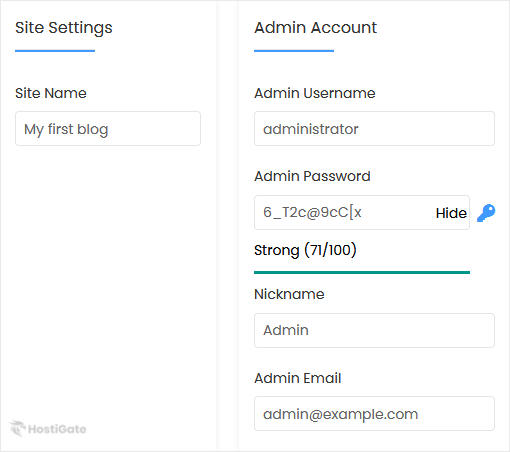 Site Settings
Site Name
My first blog
Admin Account
Admin Username
administrator
Admin Password
6_T2c@9cC[x
Hide
Strong (71/100)
Nickname
Admin
Admin Email
admin@example.com
HostiGate